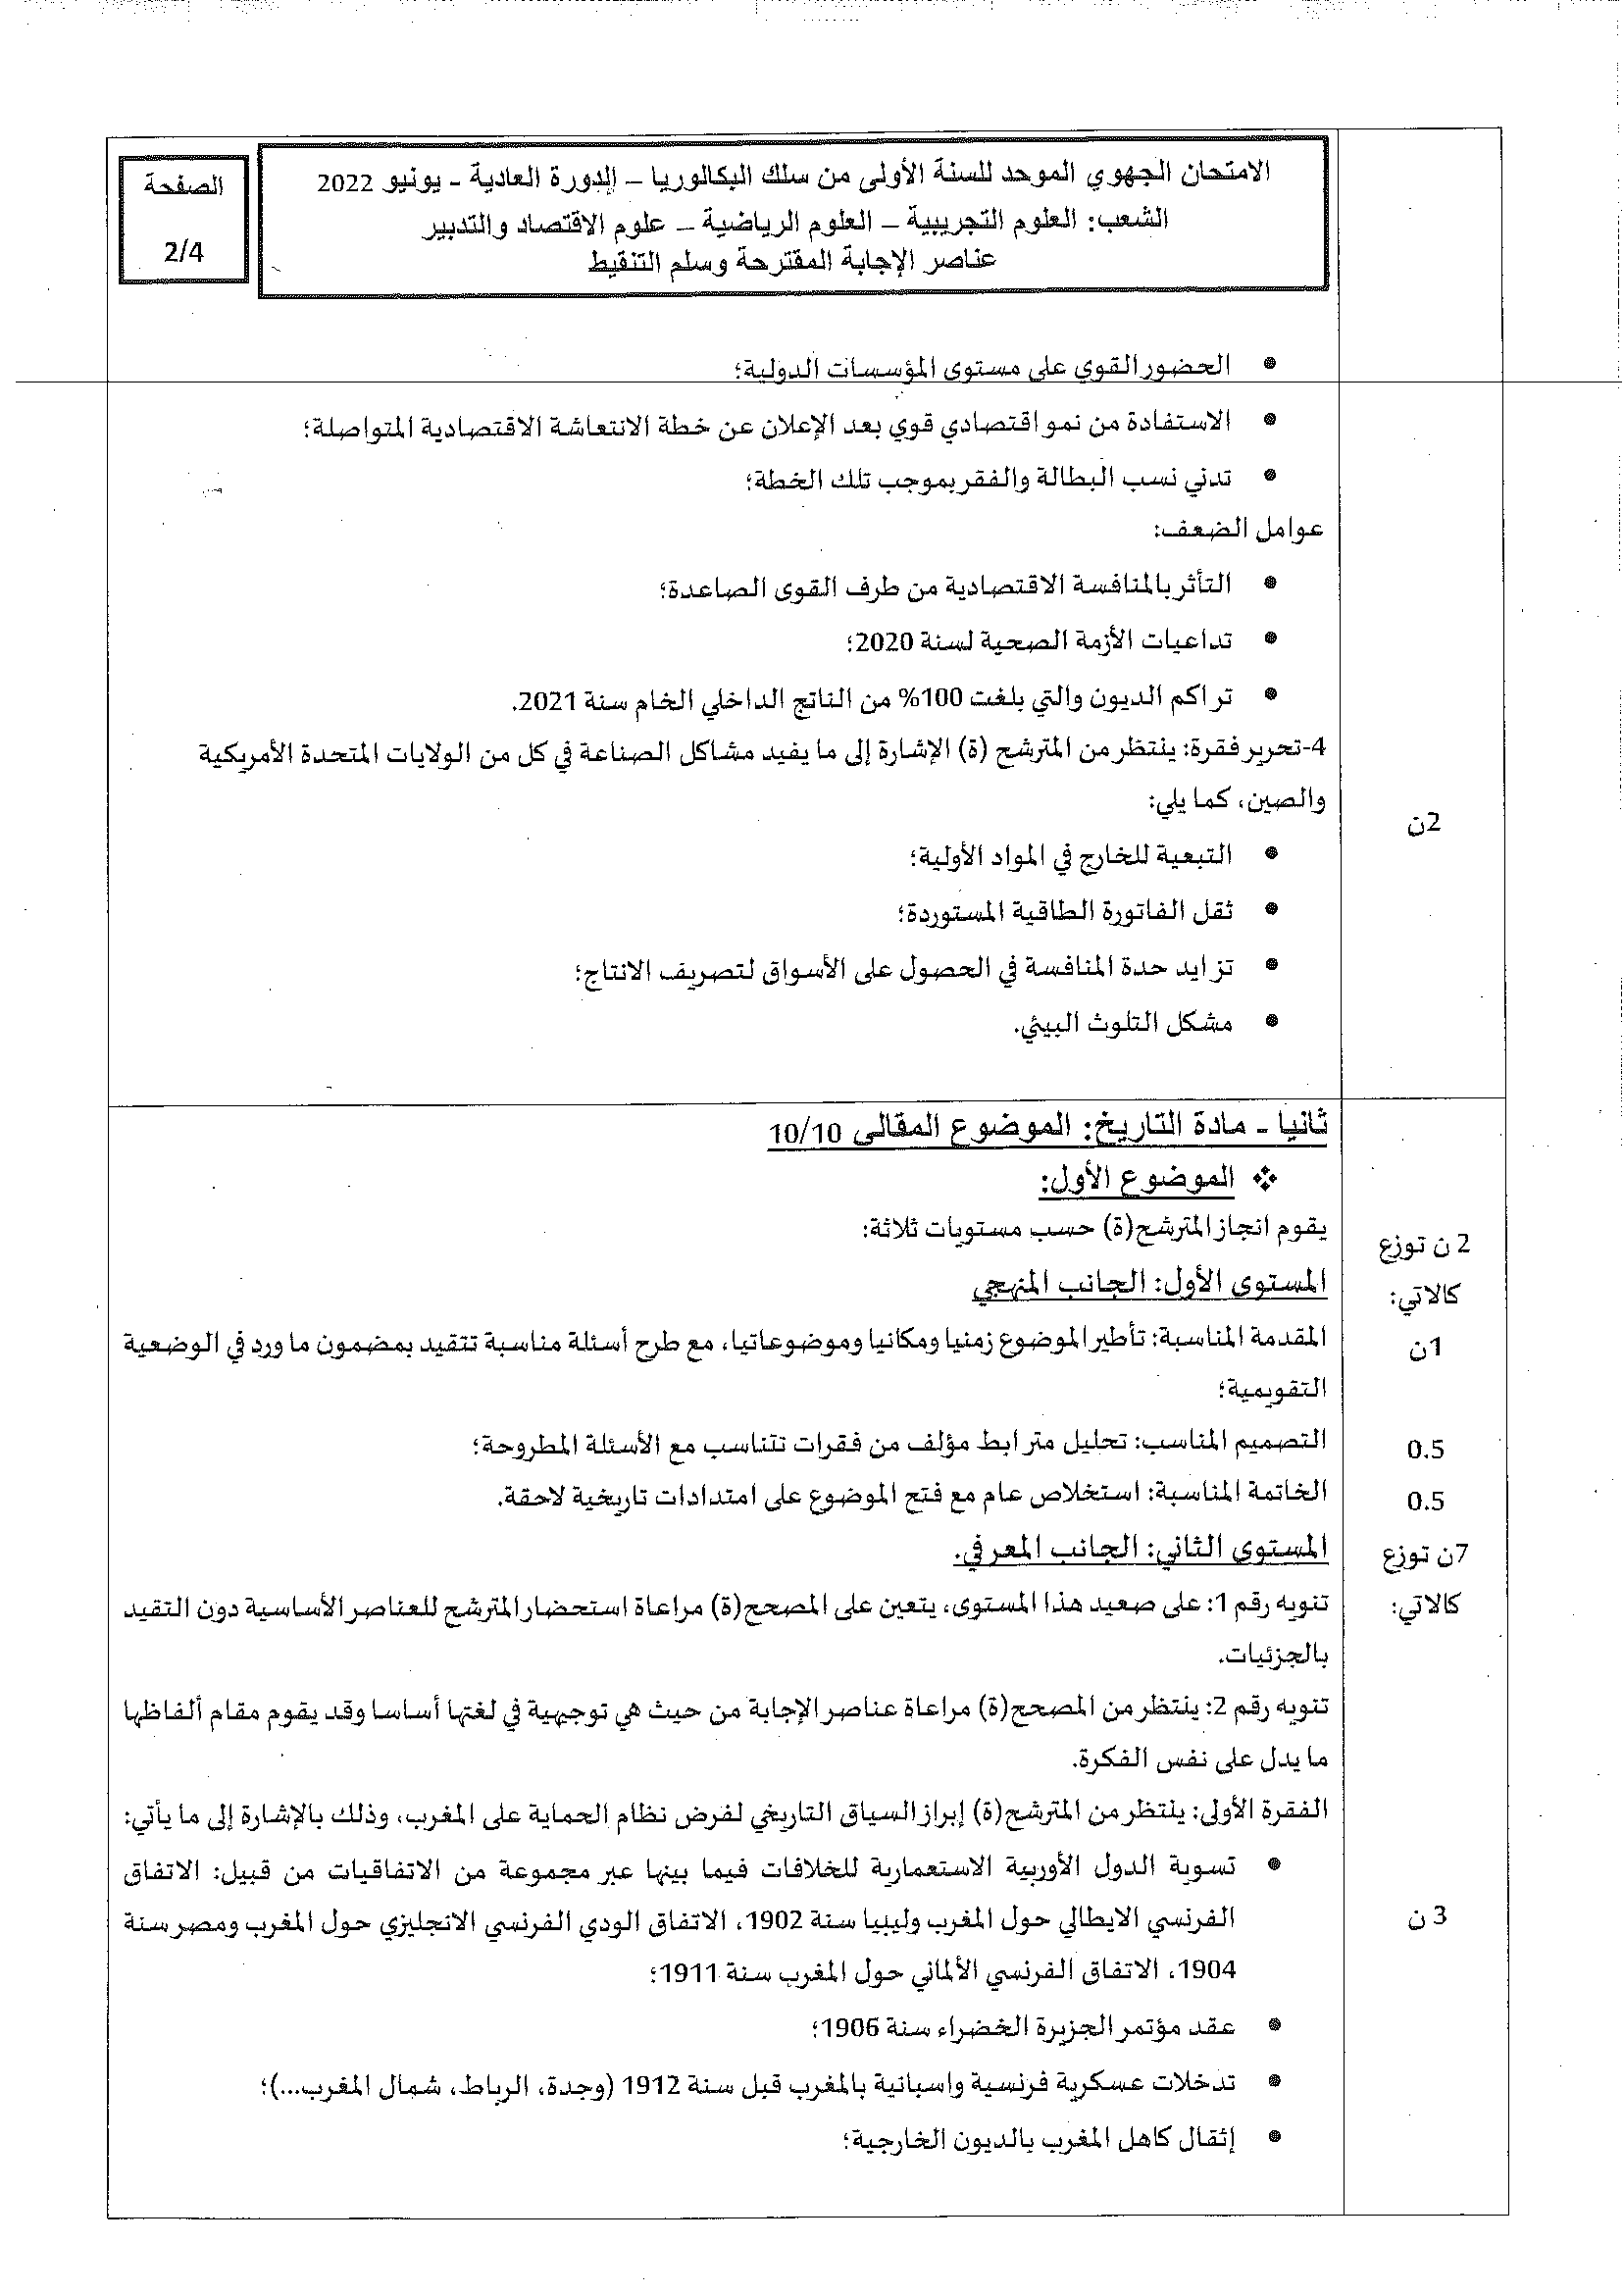 الامتحان الجهوي الموحد للسنة الأولى من سلك البكالوريا – الدورة العادية - يونيو 2022
الشعب: العلوم التجريبية – العلوم الرياضية – علوم الاقتصاد والتدبير
عناصر الإجابة المقترحة وسلم التنقيط
الصفحة
2/4
• الحضور القوي على مستوى المؤسسات الدولية؛
• الاستفادة من نمو اقتصادي قوي بعد الإعلان عن خطة الانتعاشة الاقتصادية المتواصلة؛
• تدني نسب البطالة والفقر بموجب تلك الخطة؛
عوامل الضعف:
• التأثر بالمنافسة الاقتصادية من طرف القوى الصاعدة؛
• تداعيات الأزمة الصحية لسنة 2020؛
• تراكم الديون والتي بلغت 100% من الناتج الداخلي الخام سنة 2021.
4-تحرير فقرة: ينتظر من المترشح (ة) الإشارة إلى ما يفيد مشاكل الصناعة في كل من الولايات المتحدة الأمريكية
والصين، كما يلي:
2ن
• التبعية للخارج في المواد الأولية؛
• ثقل الفاتورة الطاقية المستوردة؛
• تزايد حدة المنافسة في الحصول على الأسواق لتصريف الانتاج؛
• مشكل التلوث البيئي.
ثانيا - مادة التاريخ: الموضوع المقالي 10/10
❖ الموضوع الأول:
يقوم انجاز المترشح(ة) حسب مستويات ثلاثة:
2 ن توزع
المستوى الأول: الجانب المنهجي
كالاتي:
المقدمة المناسبة: تأطير الموضوع زمنيا ومكانيا وموضوعاتيا، مع طرح أسئلة مناسبة تتقيد بمضمون ما ورد في الوضعية
1ن
التقويمية؛
التصميم المناسب: تحليل مترابط مؤلف من فقرات تتناسب مع الأسئلة المطروحة؛
0.5
الخاتمة المناسبة: استخلاص عام مع فتح الموضوع على امتدادات تاريخية لاحقة.
0.5
المستوى الثاني: الجانب المعرفي.
7ن توزع
تنويه رقم 1: على صعيد هذا المستوى، يتعين على المصحح(ة) مراعاة استحضار المترشح للعناصر الأساسية دون التقيد
كالاتي:
بالجزئيات.
تنويه رقم 2: ينتظر من المصحح(ة) مراعاة عناصر الإجابة من حيث هي توجيهية في لغتها أساسا وقد يقوم مقام ألفاظها
ما يدل على نفس الفكرة.
الفقرة الأولى: ينتظر من المترشح(ة) إبراز السياق التاريخي لفرض نظام الحماية على المغرب، وذلك بالإشارة إلى ما يأتي:
• تسوية الدول الأوربية الاستعمارية للخلافات فيما بينها عبر مجموعة من الاتفاقيات من قبيل: الاتفاق
الفرنسي الايطالي حول المغرب وليبيا سنة 1902، الاتفاق الودي الفرنسي الانجليزي حول المغرب ومصر سنة
3 ن
1904، الاتفاق الفرنسي الألماني حول المغرب سنة 1911؛
• عقد مؤتمر الجزيرة الخضراء سنة 1906؛
• تدخلات عسكرية فرنسية واسبانية بالمغرب قبل سنة 1912 (وجدة، الرباط، شمال المغرب...)؛
• إثقال كاهل المغرب بالديون الخارجية؛